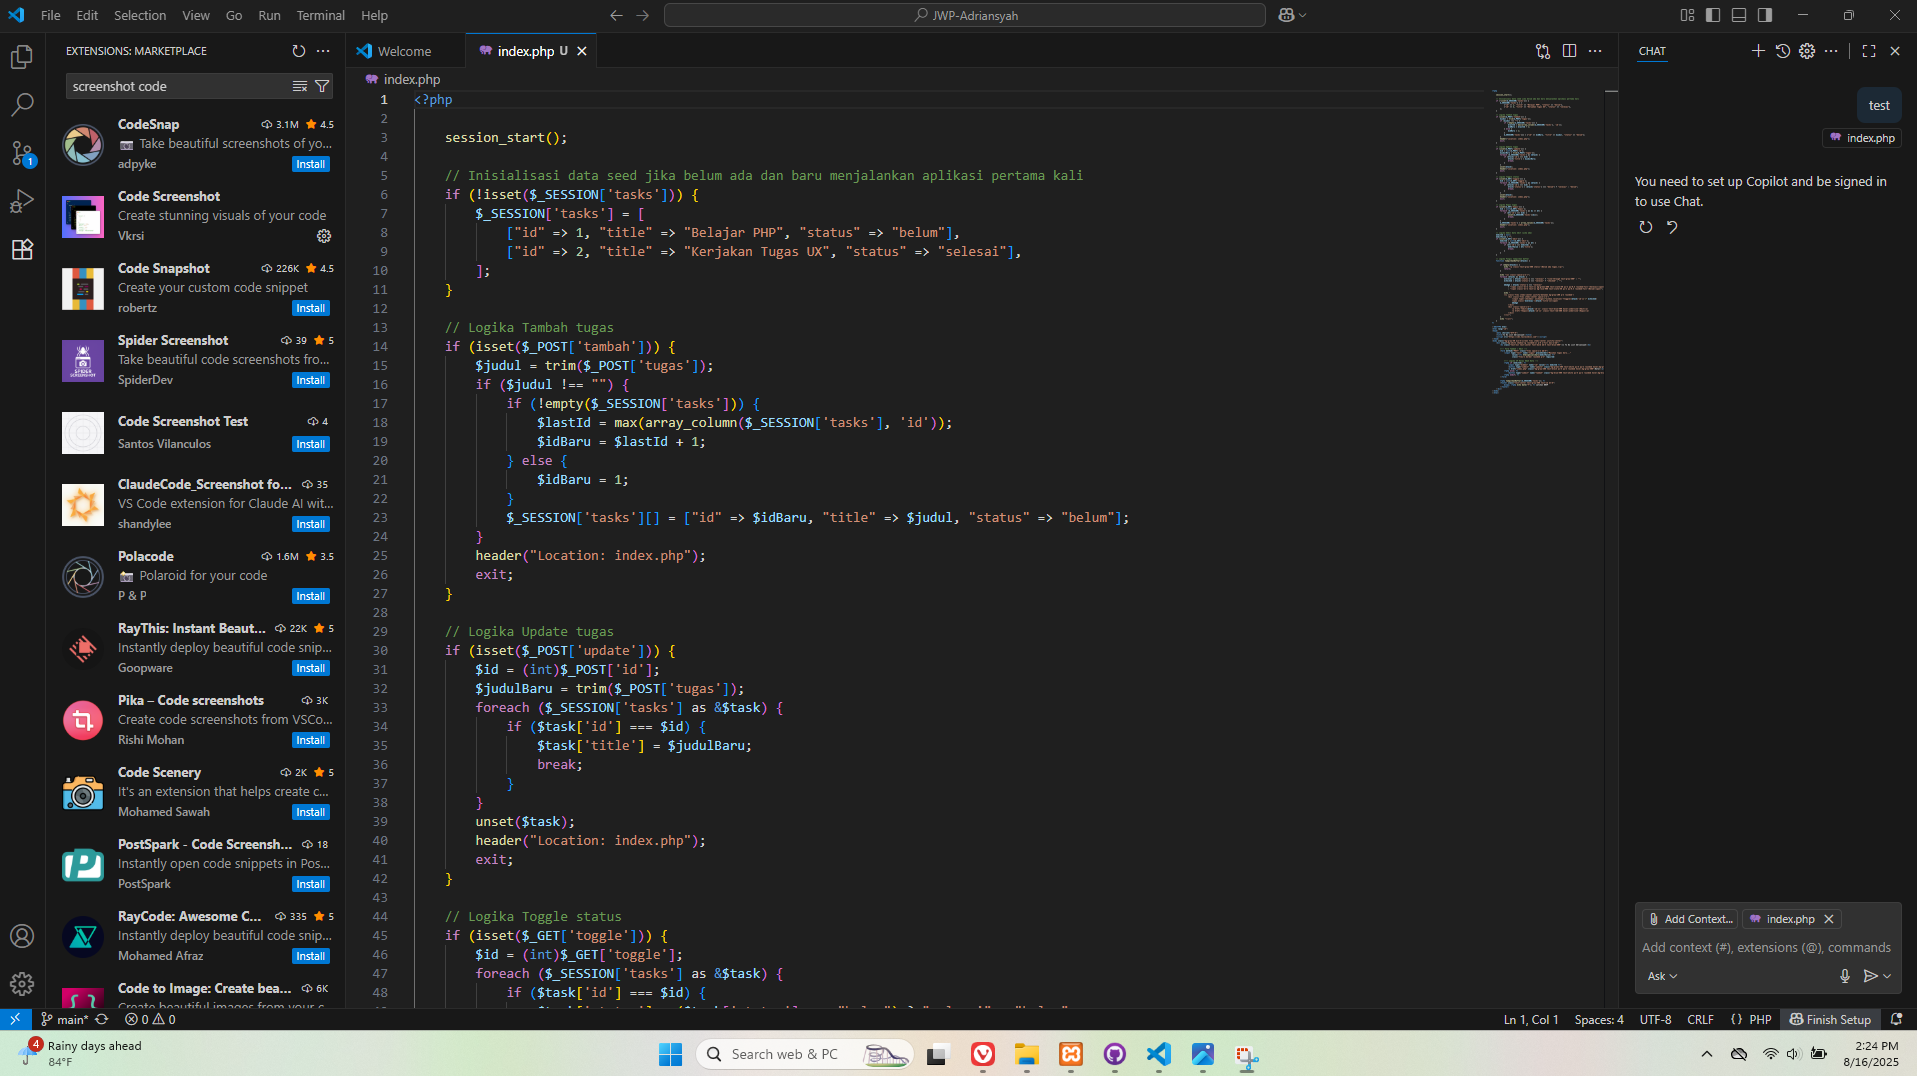 File Edit Selection View Go Run Terminal Help
JWP-Adriansyah
EXTENSIONS: MARKETPLACE
screenshot code
CodeSnap 3.1M 4.5
Take beautiful screenshots of yo...
adpyke Install
Code Screenshot
Create stunning visuals of your code
Vkrsi
Code Snapshot 226K 4.5
Create your custom code snippet
robertz Install
Spider Screenshot 39 5
Take beautiful code screenshots fro...
SpiderDev Install
Code Screenshot Test 4
Santos Vilanculos Install
ClaudeCode_Screenshot fo... 35
VS Code extension for Claude AI wit...
shandylee Install
Polacode 1.6M 3.5
Polaroid for your code
P & P Install
RayThis: Instant Beaut... 22K 5
Instantly deploy beautiful code snip...
Goopware Install
Pika – Code screenshots 3K
Create code screenshots from VSCo...
Rishi Mohan Install
Code Scenery 2K 5
It's an extension that helps create c...
Mohamed Sawah Install
PostSpark - Code Screensh... 18
Instantly open code snippets in Pos...
PostSpark Install
RayCode: Awesome C... 335 5
Instantly deploy beautiful code snip...
Mohamed Afraz Install
Code to Image: Create bea... 6K
Create beautiful images from your c...
Welcome index.php U
index.php
1 <?php
2
3 session_start();
4
5 // Inisialisasi data seed jika belum ada dan baru menjalankan aplikasi pertama kali
6 if (!isset($_SESSION['tasks'])) {
7 $_SESSION['tasks'] = [
8 ["id" => 1, "title" => "Belajar PHP", "status" => "belum"],
9 ["id" => 2, "title" => "Kerjakan Tugas UX", "status" => "selesai"],
10 ];
11 }
12
13 // Logika Tambah tugas
14 if (isset($_POST['tambah'])) {
15 $judul = trim($_POST['tugas']);
16 if ($judul !== "") {
17 if (!empty($_SESSION['tasks'])) {
18 $lastId = max(array_column($_SESSION['tasks'], 'id'));
19 $idBaru = $lastId + 1;
20 } else {
21 $idBaru = 1;
22 }
23 $_SESSION['tasks'][] = ["id" => $idBaru, "title" => $judul, "status" => "belum"];
24 }
25 header("Location: index.php");
26 exit;
27 }
28
29 // Logika Update tugas
30 if (isset($_POST['update'])) {
31 $id = (int)$_POST['id'];
32 $judulBaru = trim($_POST['tugas']);
33 foreach ($_SESSION['tasks'] as &$task) {
34 if ($task['id'] === $id) {
35 $task['title'] = $judulBaru;
36 break;
37 }
38 }
39 unset($task);
40 header("Location: index.php");
41 exit;
42 }
43
44 // Logika Toggle status
45 if (isset($_GET['toggle'])) {
46 $id = (int)$_GET['toggle'];
47 foreach ($_SESSION['tasks'] as &$task) {
48 if ($task['id'] === $id) {
CHAT
test
index.php
You need to set up Copilot and be signed in
to use Chat.
Add Context... index.php
Add context (#), extensions (@), commands
Ask
1
main* 0 0
Ln 1, Col 1 Spaces: 4 UTF-8 CRLF {} PHP Finish Setup
4
Rainy days ahead
84°F
Search web & PC
2:24 PM
8/16/2025